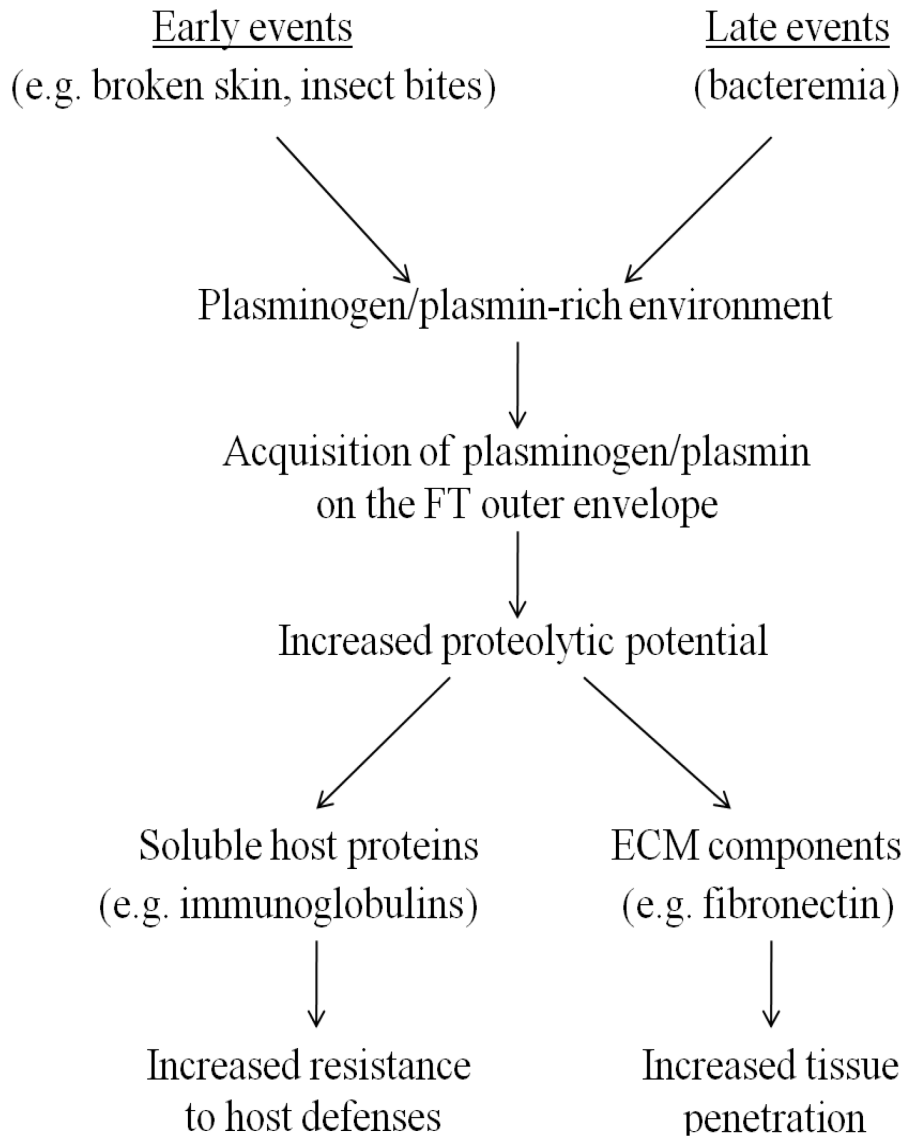 Early events
(e.g. broken skin, insect bites)
Late events
(bacteremia)
Plasminogen/plasmin-rich environment
Acquisition of plasminogen/plasmin
on the FT outer envelope
Increased proteolytic potential
Soluble host proteins
(e.g. immunoglobulins)
ECM components
(e.g. fibronectin)
Increased resistance
to host defenses
Increased tissue
penetration